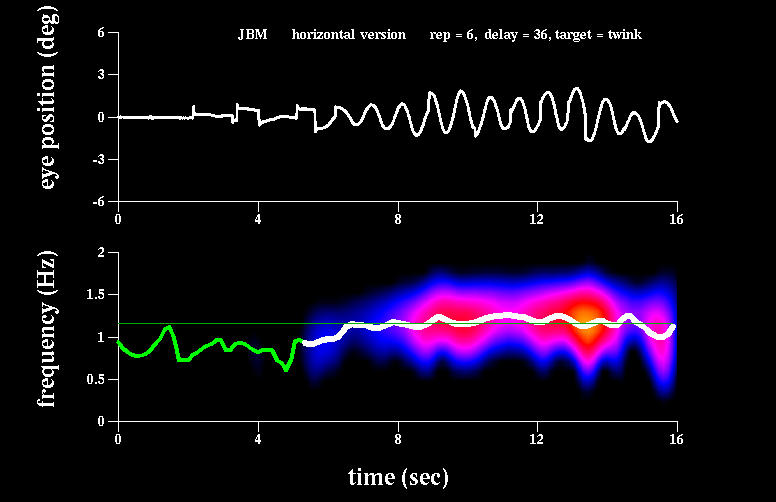 JBM horizontal version rep = 6, delay = 36, target = twink
eye position (deg)
6
3
0
-3
-6
0 4 8 12 16
frequency (Hz)
2
1.5
1
0.5
0
0 4 8 12 16
time (sec)